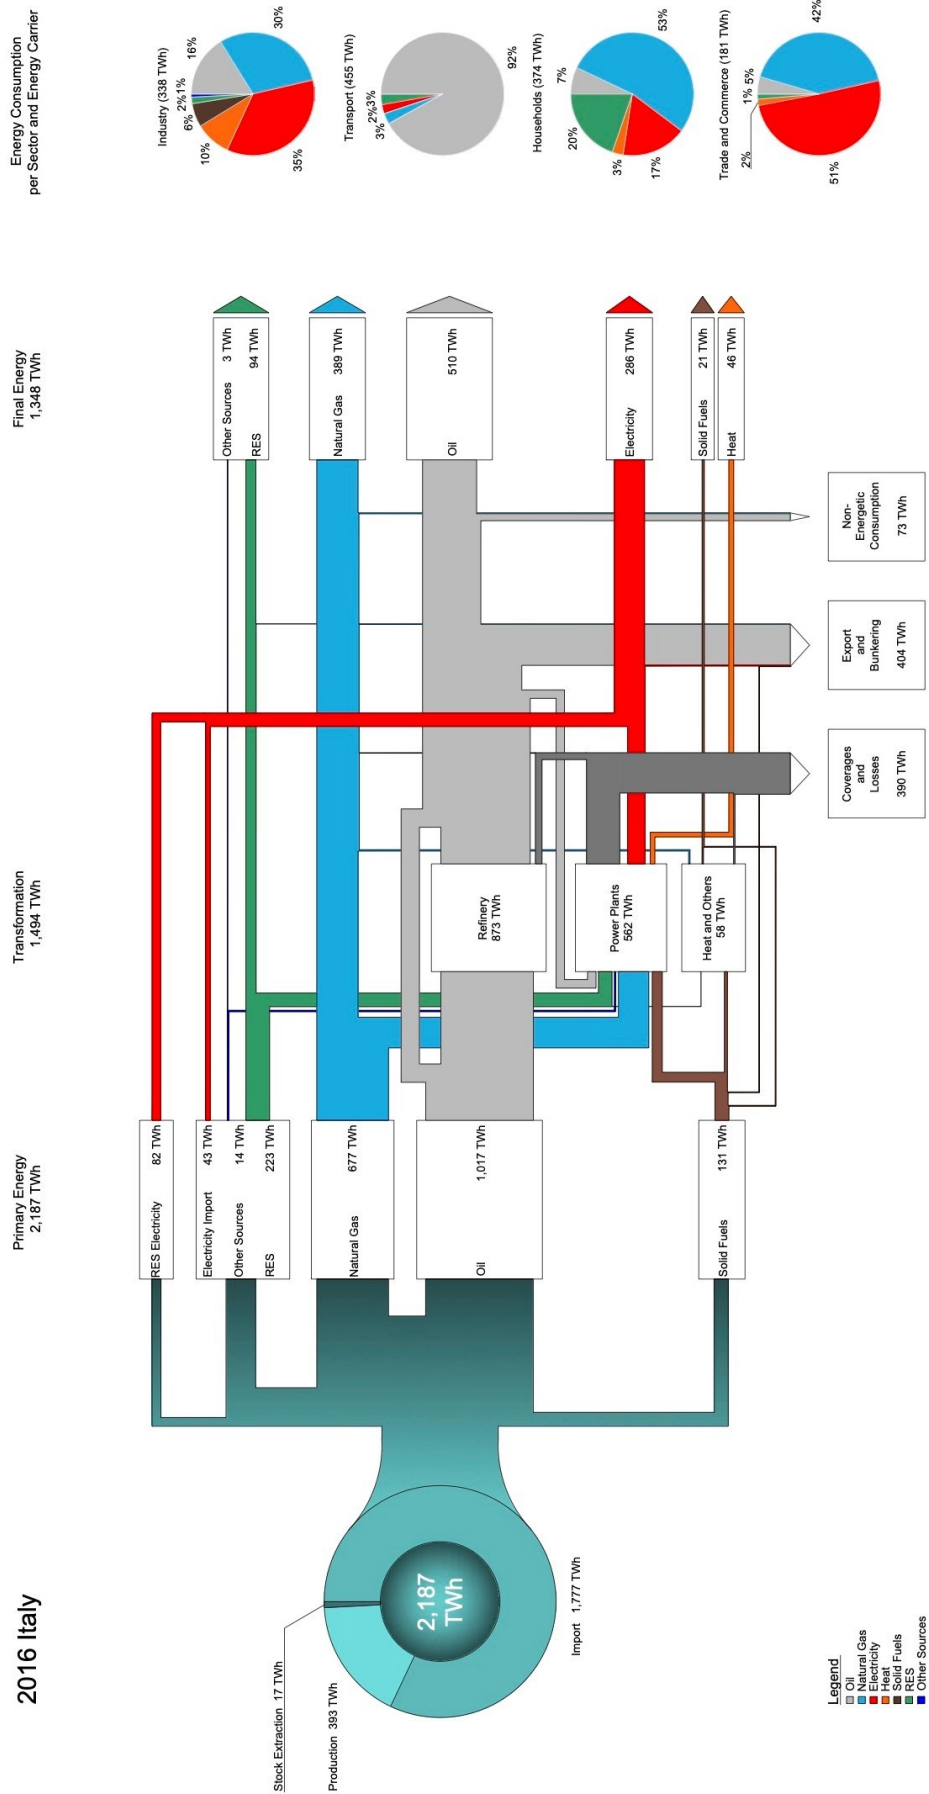 2016 Italy
Primary Energy
2,187 TWh
Transformation
1,494 TWh
Final Energy
1,348 TWh
Energy Consumption
per Sector and Energy Carrier
Stock Extraction 17 TWh
Production 393 TWh
2,187
TWh
Import 1,777 TWh
RES Electricity 82 TWh
Electricity Import 43 TWh
Other Sources 14 TWh
RES 223 TWh
Natural Gas 677 TWh
Oil 1,017 TWh
Solid Fuels 131 TWh
Refinery
873 TWh
Power Plants
562 TWh
Heat and Others
58 TWh
Other Sources 3 TWh
RES 94 TWh
Natural Gas 389 TWh
Oil 510 TWh
Electricity 286 TWh
Solid Fuels 21 TWh
Heat 46 TWh
Coverages
and
Losses
390 TWh
Export
and
Bunkering
404 TWh
Non-
Energetic
Consumption
73 TWh
Industry (338 TWh)
16%
30%
35%
10%
6%
2%
1%
Transport (455 TWh)
92%
3%
2%
3%
Households (374 TWh)
7%
53%
17%
3%
20%
Trade and Commerce (181 TWh)
5%
42%
51%
2%
1%
Legend
Oil
Natural Gas
Electricity
Heat
Solid Fuels
RES
Other Sources